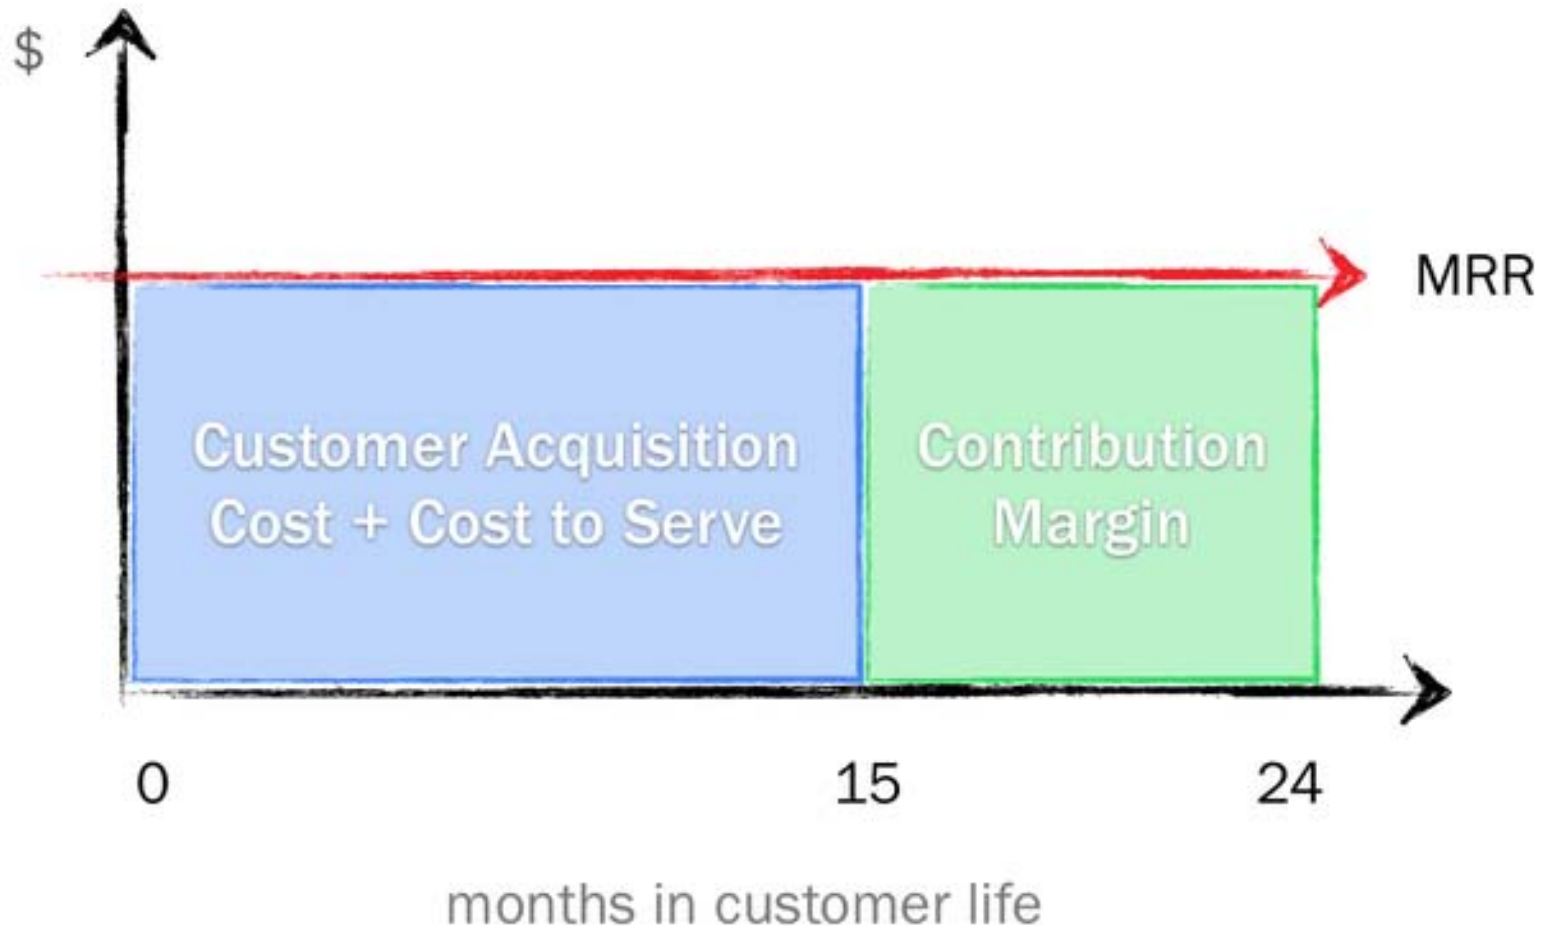 $
MRR
Customer Acquisition
Cost + Cost to Serve
Contribution
Margin
0
15
24
months in customer life